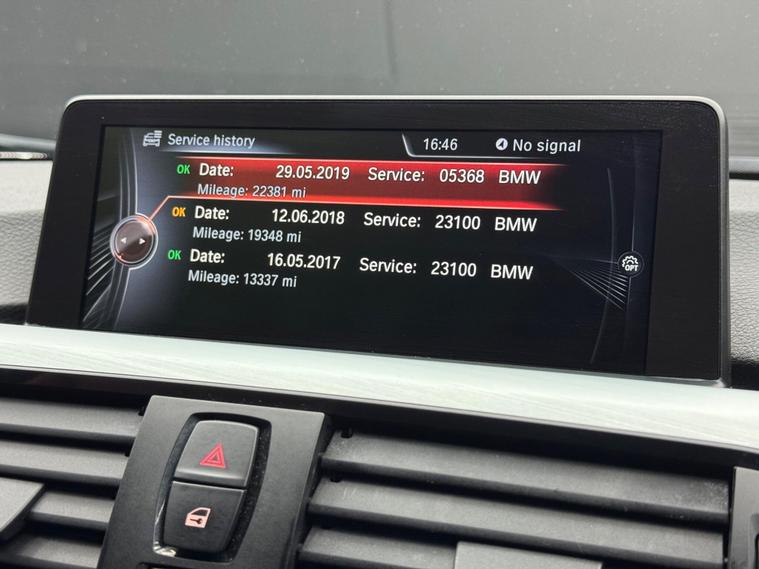 Service history 16:46 No signal
OK Date: 29.05.2019 Service: 05368 BMW
Mileage: 22381 mi
OK Date: 12.06.2018 Service: 23100 BMW
Mileage: 19348 mi
OK Date: 16.05.2017 Service: 23100 BMW
Mileage: 13337 mi
OPT